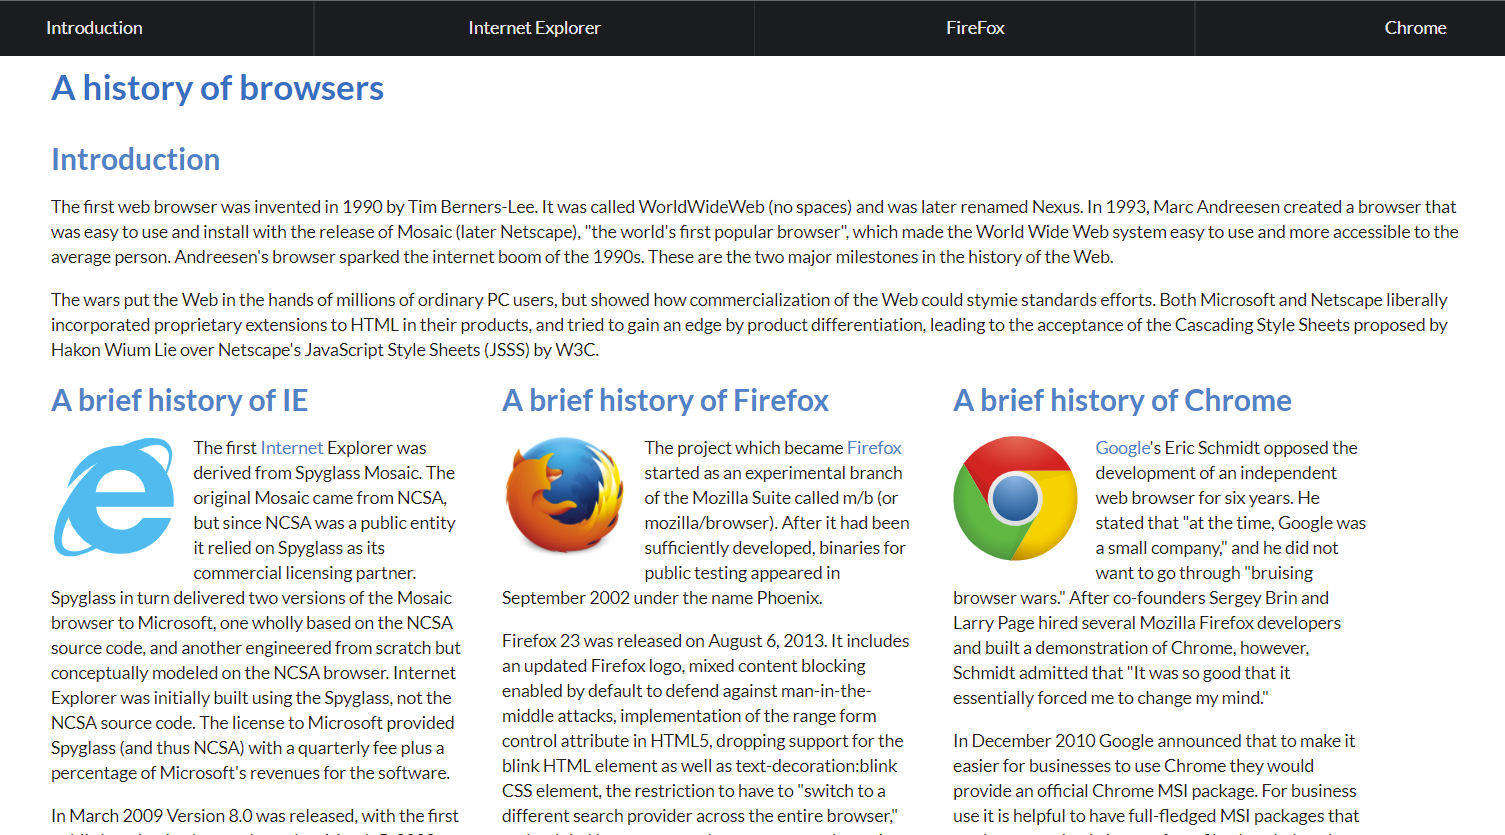 Introduction
Internet Explorer
FireFox
Chrome
A history of browsers
Introduction
The first web browser was invented in 1990 by Tim Berners-Lee. It was called WorldWideWeb (no spaces) and was later renamed Nexus. In 1993, Marc Andreesen created a browser that
was easy to use and install with the release of Mosaic (later Netscape), "the world's first popular browser", which made the World Wide Web system easy to use and more accessible to the
average person. Andreesen's browser sparked the internet boom of the 1990s. These are the two major milestones in the history of the Web.
The wars put the Web in the hands of millions of ordinary PC users, but showed how commercialization of the Web could stymie standards efforts. Both Microsoft and Netscape liberally
incorporated proprietary extensions to HTML in their products, and tried to gain an edge by product differentiation, leading to the acceptance of the Cascading Style Sheets proposed by
Hakon Wium Lie over Netscape's JavaScript Style Sheets (JSSS) by W3C.
A brief history of IE
The first Internet Explorer was
derived from Spyglass Mosaic. The
original Mosaic came from NCSA,
but since NCSA was a public entity
it relied on Spyglass as its
commercial licensing partner.
Spyglass in turn delivered two versions of the Mosaic
browser to Microsoft, one wholly based on the NCSA
source code, and another engineered from scratch but
conceptually modeled on the NCSA browser. Internet
Explorer was initially built using the Spyglass, not the
NCSA source code. The license to Microsoft provided
Spyglass (and thus NCSA) with a quarterly fee plus a
percentage of Microsoft's revenues for the software.
In March 2009 Version 8.0 was released, with the first
A brief history of Firefox
The project which became Firefox
started as an experimental branch
of the Mozilla Suite called m/b (or
mozilla/browser). After it had been
sufficiently developed, binaries for
public testing appeared in
September 2002 under the name Phoenix.
Firefox 23 was released on August 6, 2013. It includes
an updated Firefox logo, mixed content blocking
enabled by default to defend against man-in-the-
middle attacks, implementation of the range form
control attribute in HTML5, dropping support for the
blink HTML element as well as text-decoration:blink
CSS element, the restriction to have to "switch to a
different search provider across the entire browser,"
A brief history of Chrome
Google's Eric Schmidt opposed the
development of an independent
web browser for six years. He
stated that "at the time, Google was
a small company," and he did not
want to go through "bruising
browser wars." After co-founders Sergey Brin and
Larry Page hired several Mozilla Firefox developers
and built a demonstration of Chrome, however,
Schmidt admitted that "It was so good that it
essentially forced me to change my mind."
In December 2010 Google announced that to make it
easier for businesses to use Chrome they would
provide an official Chrome MSI package. For business
use it is helpful to have full-fledged MSI packages that